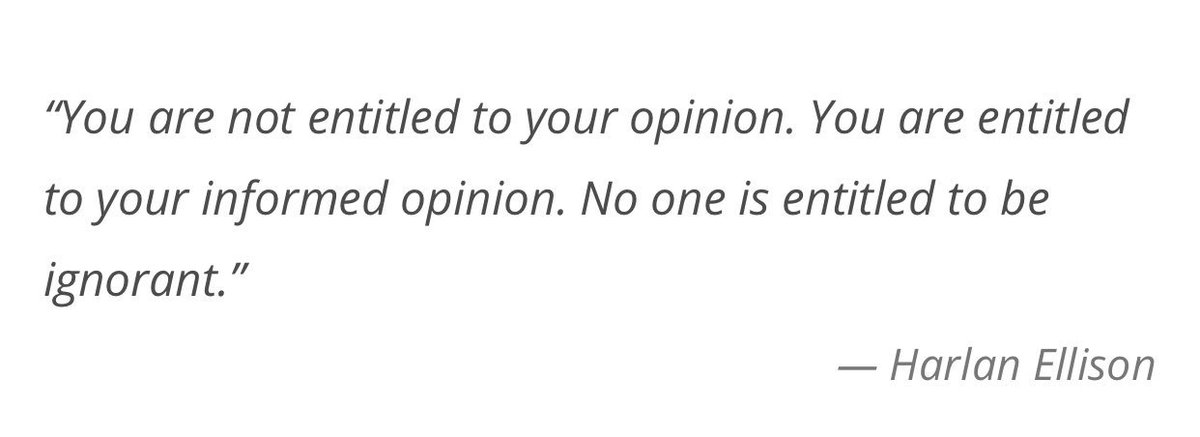 “You are not entitled to your opinion. You are entitled
to your informed opinion. No one is entitled to be
ignorant.”
— Harlan Ellison